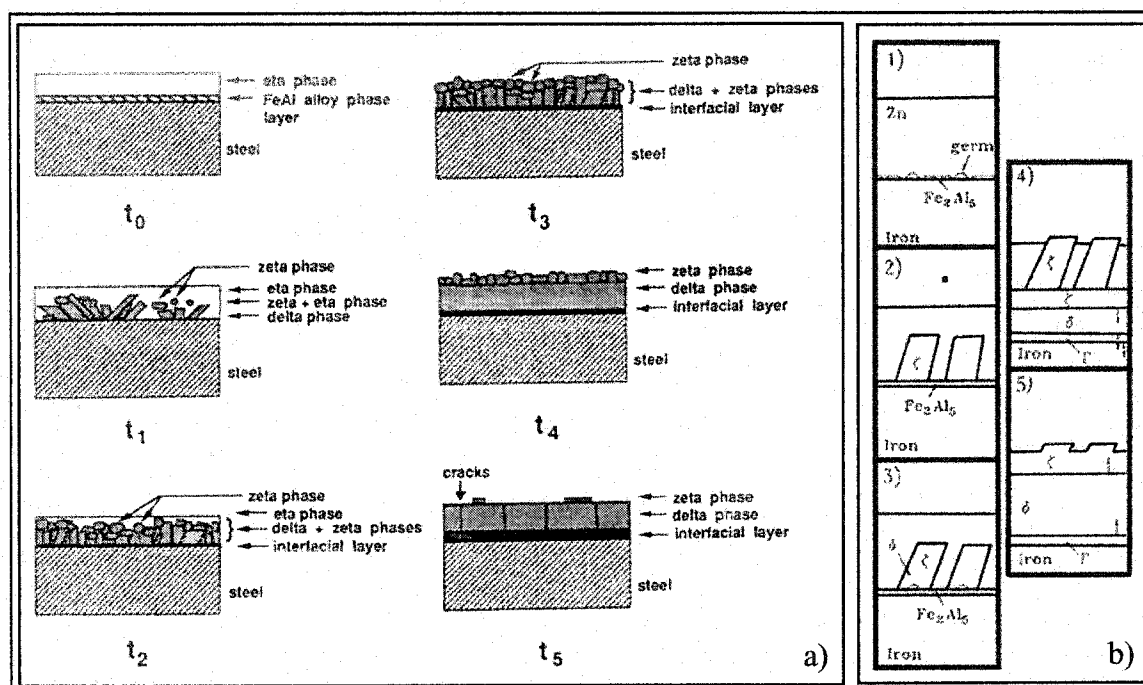 eta phase
FeAl alloy phase
layer
steel
t0
zeta phase
eta phase
zeta + eta phase
delta phase
steel
t1
zeta phase
eta phase
delta + zeta phases
interfacial layer
steel
t2
zeta phase
delta + zeta phases
interfacial layer
steel
t3
zeta phase
delta phase
interfacial layer
steel
t4
cracks
zeta phase
delta phase
interfacial layer
steel
t5
a)
1)
Zn
germ
Fe2Al5
Iron
2)
ζ
Fe2Al5
Iron
3)
δ
ζ
Fe2Al5
Iron
4)
ζ
ζ
δ
Iron
Γ
5)
ζ
δ
Iron
Γ
b)